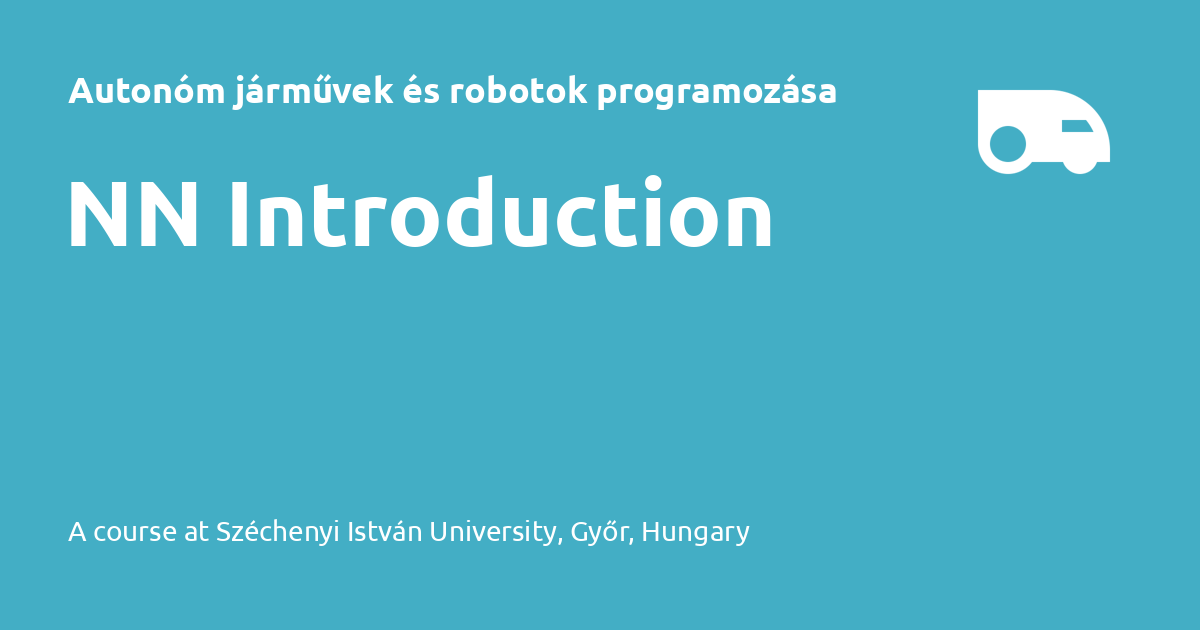 Autonóm járművek és robotok programozása
NN Introduction
A course at Széchenyi István University, Győr, Hungary